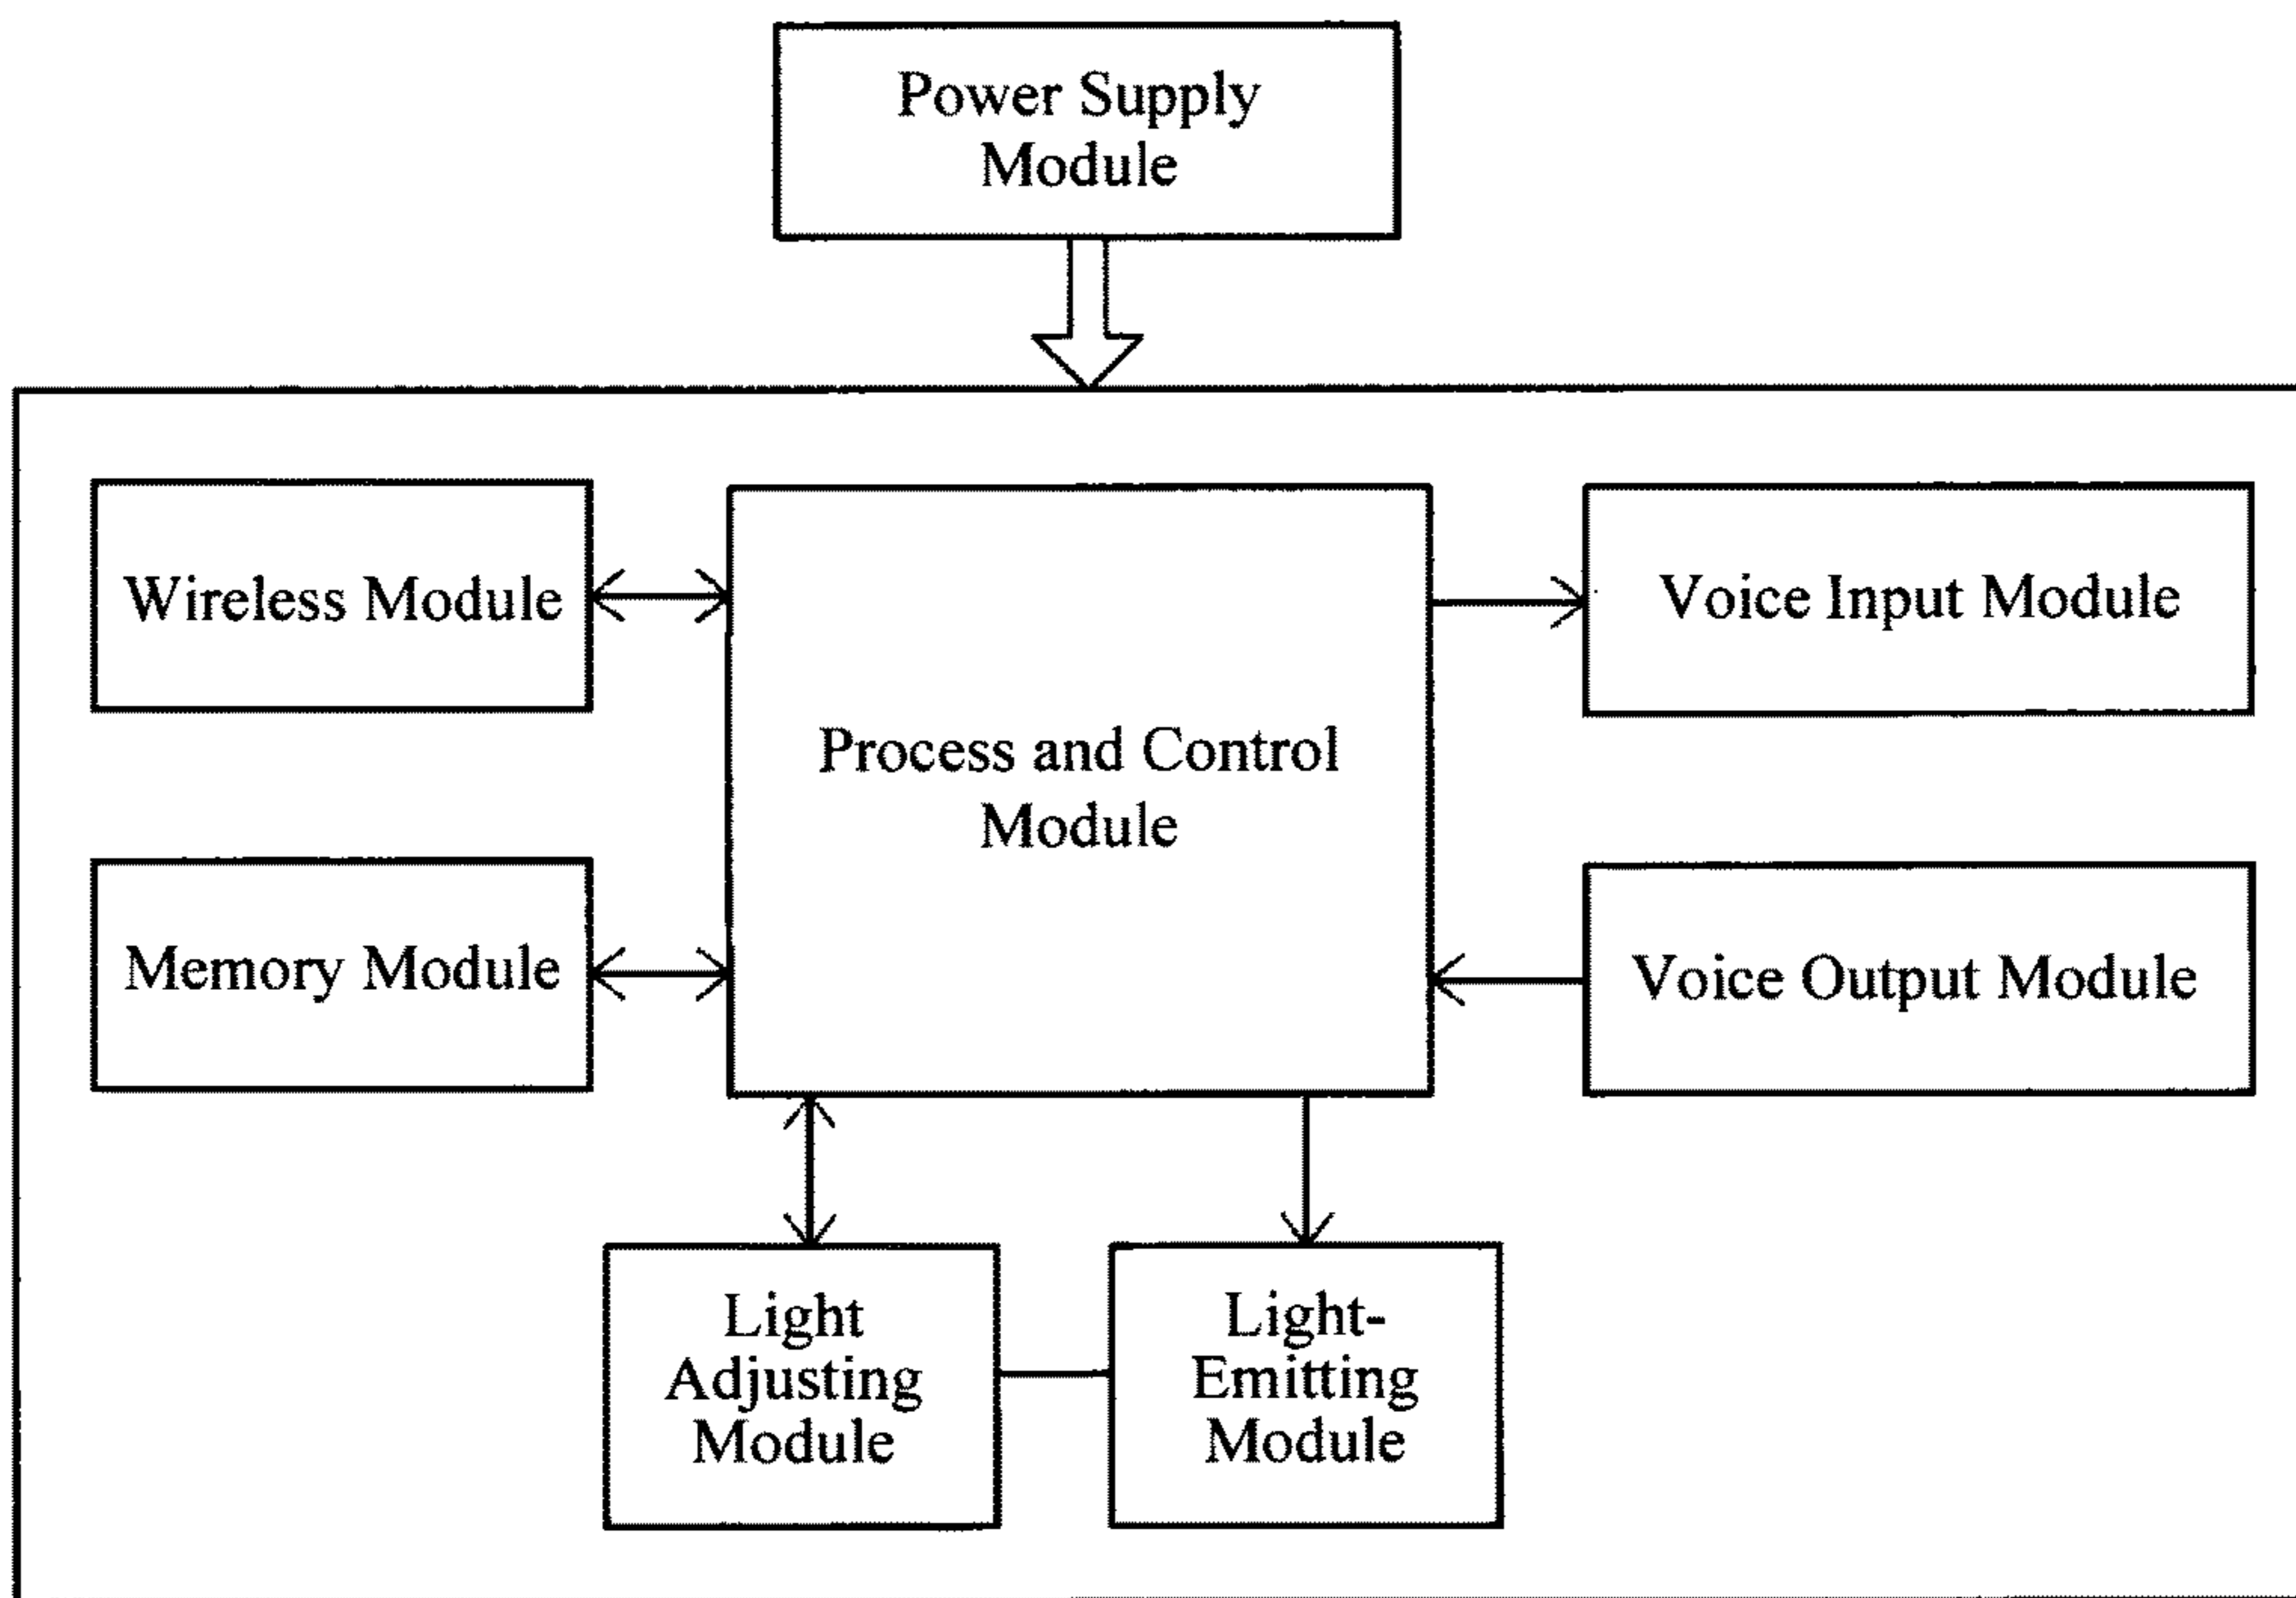 Power Supply
Module
Wireless Module
Process and Control
Module
Voice Input Module
Memory Module
Voice Output Module
Light
Adjusting
Module
Light-
Emitting
Module